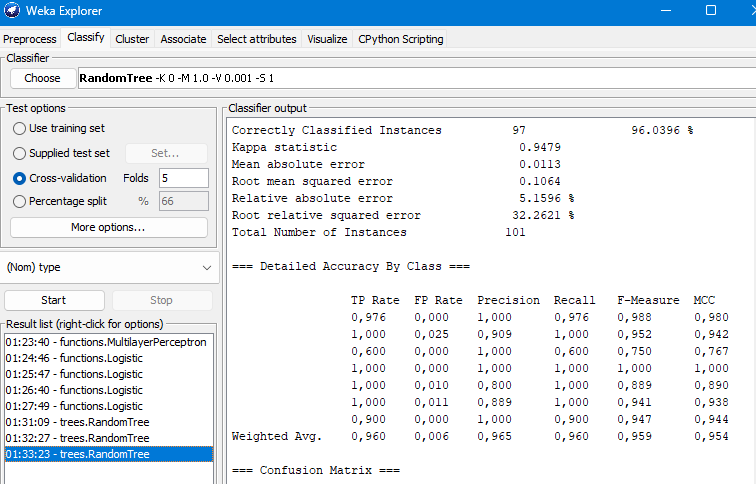 Weka Explorer
Preprocess Classify Cluster Associate Select attributes Visualize CPython Scripting
Classifier
Choose RandomTree -K 0 -M 1.0 -V 0.001 -S 1
Test options
Use training set
Supplied test set Set...
Cross-validation Folds 5
Percentage split % 66
More options...
(Nom) type
Start Stop
Result list (right-click for options)
01:23:40 - functions.MultilayerPerceptron
01:24:46 - functions.Logistic
01:25:47 - functions.Logistic
01:26:40 - functions.Logistic
01:27:49 - functions.Logistic
01:31:09 - trees.RandomTree
01:32:27 - trees.RandomTree
01:33:23 - trees.RandomTree
Classifier output
Correctly Classified Instances 97 96.0396 %
Kappa statistic 0.9479
Mean absolute error 0.0113
Root mean squared error 0.1064
Relative absolute error 5.1596 %
Root relative squared error 32.2621 %
Total Number of Instances 101
=== Detailed Accuracy By Class ===
TP Rate FP Rate Precision Recall F-Measure MCC
0,976 0,000 1,000 0,976 0,988 0,980
1,000 0,025 0,909 1,000 0,952 0,942
0,600 0,000 1,000 0,600 0,750 0,767
1,000 0,000 1,000 1,000 1,000 1,000
1,000 0,010 0,800 1,000 0,889 0,890
1,000 0,011 0,889 1,000 0,941 0,938
0,900 0,000 1,000 0,900 0,947 0,944
Weighted Avg. 0,960 0,006 0,965 0,960 0,959 0,954
=== Confusion Matrix ===